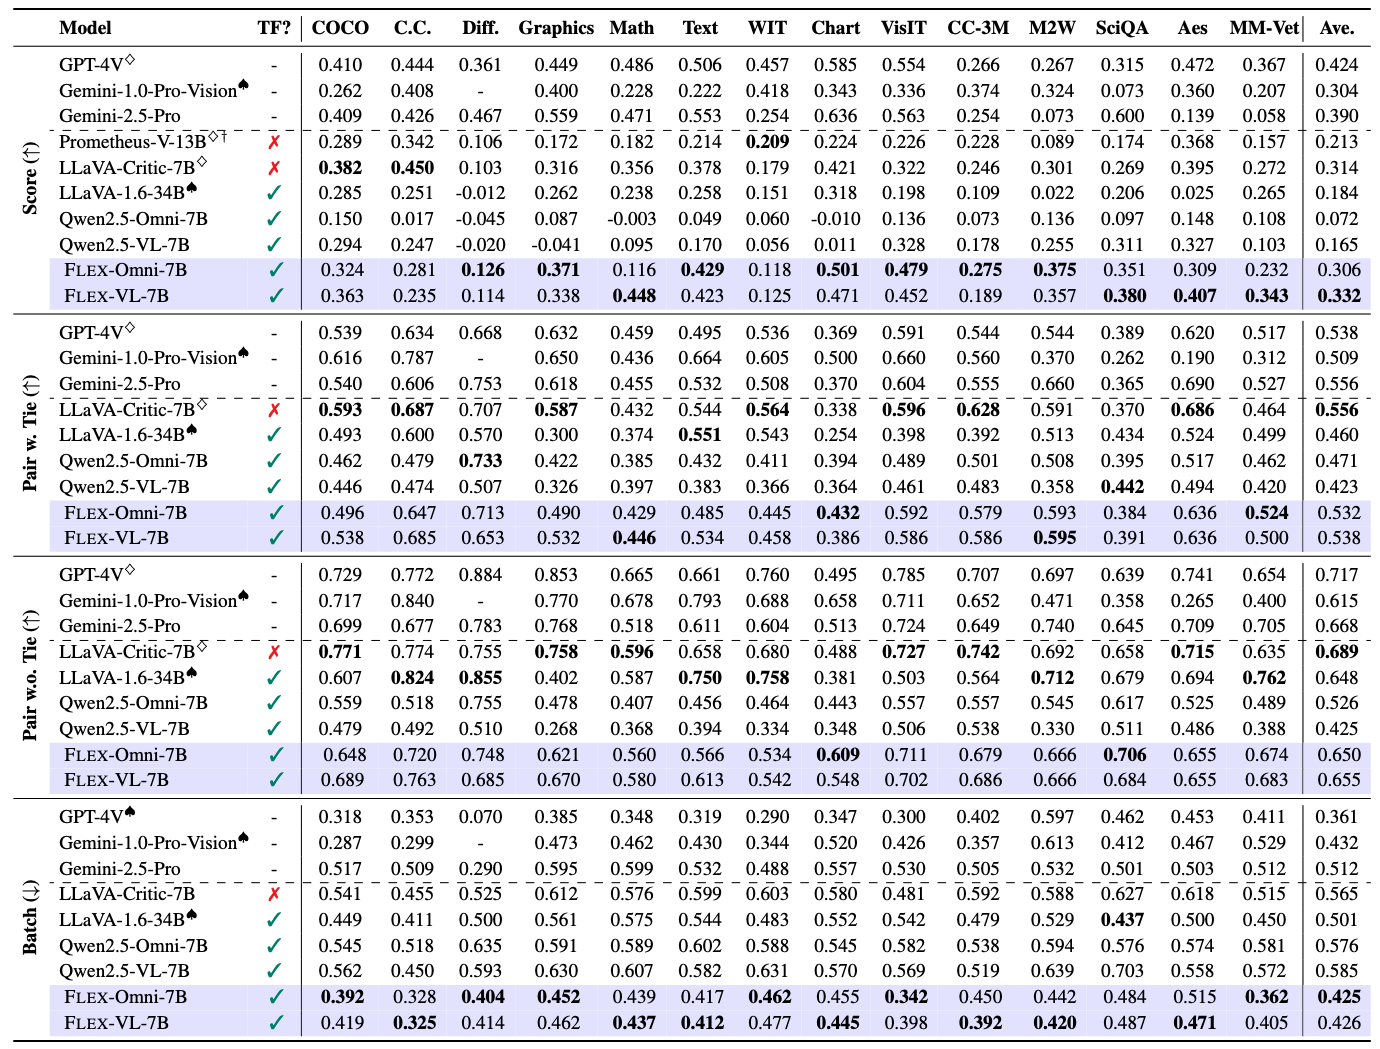 Model TF? COCO C.C. Diff. Graphics Math Text WIT Chart VisIT CC-3M M2W SciQA Aes MM-Vet Ave.
Score (↑)
GPT-4V♢ - 0.410 0.444 0.361 0.449 0.486 0.506 0.457 0.585 0.554 0.266 0.267 0.315 0.472 0.367 0.424
Gemini-1.0-Pro-Vision♠ - 0.262 0.408 - 0.400 0.228 0.222 0.418 0.343 0.336 0.374 0.324 0.073 0.360 0.207 0.304
Gemini-2.5-Pro - 0.409 0.426 0.467 0.559 0.471 0.553 0.254 0.636 0.563 0.254 0.073 0.600 0.139 0.058 0.390
Prometheus-V-13B♢† ✗ 0.289 0.342 0.106 0.172 0.182 0.214 0.209 0.224 0.226 0.228 0.089 0.174 0.368 0.157 0.213
LLaVA-Critic-7B♢ ✗ 0.382 0.450 0.103 0.316 0.356 0.378 0.179 0.421 0.322 0.246 0.301 0.269 0.395 0.272 0.314
LLaVA-1.6-34B♠ ✓ 0.285 0.251 -0.012 0.262 0.238 0.258 0.151 0.318 0.198 0.109 0.022 0.206 0.025 0.265 0.184
Qwen2.5-Omni-7B ✓ 0.150 0.017 -0.045 0.087 -0.003 0.049 0.060 -0.010 0.136 0.073 0.136 0.097 0.148 0.108 0.072
Qwen2.5-VL-7B ✓ 0.294 0.247 -0.020 -0.041 0.095 0.170 0.056 0.011 0.328 0.178 0.255 0.311 0.327 0.103 0.165
FLEX-Omni-7B ✓ 0.324 0.281 0.126 0.371 0.116 0.429 0.118 0.501 0.479 0.275 0.375 0.351 0.309 0.232 0.306
FLEX-VL-7B ✓ 0.363 0.235 0.114 0.338 0.448 0.423 0.125 0.471 0.452 0.189 0.357 0.380 0.407 0.343 0.332
Pair w. Tie (↑)
GPT-4V♢ - 0.539 0.634 0.668 0.632 0.459 0.495 0.536 0.369 0.591 0.544 0.544 0.389 0.620 0.517 0.538
Gemini-1.0-Pro-Vision♠ - 0.616 0.787 - 0.650 0.436 0.664 0.605 0.500 0.660 0.560 0.370 0.262 0.190 0.312 0.509
Gemini-2.5-Pro - 0.540 0.606 0.753 0.618 0.455 0.532 0.508 0.370 0.604 0.555 0.660 0.365 0.690 0.527 0.556
LLaVA-Critic-7B♢ ✗ 0.593 0.687 0.707 0.587 0.432 0.544 0.564 0.338 0.596 0.628 0.591 0.370 0.686 0.464 0.556
LLaVA-1.6-34B♠ ✓ 0.493 0.600 0.570 0.300 0.374 0.551 0.543 0.254 0.398 0.392 0.513 0.434 0.524 0.499 0.460
Qwen2.5-Omni-7B ✓ 0.462 0.479 0.733 0.422 0.385 0.432 0.411 0.394 0.489 0.501 0.508 0.395 0.517 0.462 0.471
Qwen2.5-VL-7B ✓ 0.446 0.474 0.507 0.326 0.397 0.383 0.366 0.364 0.461 0.483 0.358 0.442 0.494 0.420 0.423
FLEX-Omni-7B ✓ 0.496 0.647 0.713 0.490 0.429 0.485 0.445 0.432 0.592 0.579 0.593 0.384 0.636 0.524 0.532
FLEX-VL-7B ✓ 0.538 0.685 0.653 0.532 0.446 0.534 0.458 0.386 0.586 0.586 0.595 0.391 0.636 0.500 0.538
Pair w.o. Tie (↑)
GPT-4V♢ - 0.729 0.772 0.884 0.853 0.665 0.661 0.760 0.495 0.785 0.707 0.697 0.639 0.741 0.654 0.717
Gemini-1.0-Pro-Vision♠ - 0.717 0.840 - 0.770 0.678 0.793 0.688 0.658 0.711 0.652 0.471 0.358 0.265 0.400 0.615
Gemini-2.5-Pro - 0.699 0.677 0.783 0.768 0.518 0.611 0.604 0.513 0.724 0.649 0.740 0.645 0.709 0.705 0.668
LLaVA-Critic-7B♢ ✗ 0.771 0.774 0.755 0.758 0.596 0.658 0.680 0.488 0.727 0.742 0.692 0.658 0.715 0.635 0.689
LLaVA-1.6-34B♠ ✓ 0.607 0.824 0.855 0.402 0.587 0.750 0.758 0.381 0.503 0.564 0.712 0.679 0.694 0.762 0.648
Qwen2.5-Omni-7B ✓ 0.559 0.518 0.755 0.478 0.407 0.456 0.464 0.443 0.557 0.557 0.545 0.617 0.525 0.489 0.526
Qwen2.5-VL-7B ✓ 0.479 0.492 0.510 0.268 0.368 0.394 0.334 0.348 0.506 0.538 0.330 0.511 0.486 0.388 0.425
FLEX-Omni-7B ✓ 0.648 0.720 0.748 0.621 0.560 0.566 0.534 0.609 0.711 0.679 0.666 0.706 0.655 0.674 0.650
FLEX-VL-7B ✓ 0.689 0.763 0.685 0.670 0.580 0.613 0.542 0.548 0.702 0.686 0.666 0.684 0.655 0.683 0.655
Batch (↓)
GPT-4V♠ - 0.318 0.353 0.070 0.385 0.348 0.319 0.290 0.347 0.300 0.402 0.597 0.462 0.453 0.411 0.361
Gemini-1.0-Pro-Vision♠ - 0.287 0.299 - 0.473 0.462 0.430 0.344 0.520 0.426 0.357 0.613 0.412 0.467 0.529 0.432
Gemini-2.5-Pro - 0.517 0.509 0.290 0.595 0.599 0.532 0.488 0.557 0.530 0.505 0.532 0.501 0.503 0.512 0.512
LLaVA-Critic-7B ✗ 0.541 0.455 0.525 0.612 0.576 0.599 0.603 0.580 0.481 0.592 0.588 0.627 0.618 0.515 0.565
LLaVA-1.6-34B♠ ✓ 0.449 0.411 0.500 0.561 0.575 0.544 0.483 0.552 0.542 0.479 0.529 0.437 0.500 0.450 0.501
Qwen2.5-Omni-7B ✓ 0.545 0.518 0.635 0.591 0.589 0.602 0.588 0.545 0.582 0.538 0.594 0.576 0.574 0.581 0.576
Qwen2.5-VL-7B ✓ 0.562 0.450 0.593 0.630 0.607 0.582 0.631 0.570 0.569 0.519 0.639 0.703 0.558 0.572 0.585
FLEX-Omni-7B ✓ 0.392 0.328 0.404 0.452 0.439 0.417 0.462 0.455 0.342 0.450 0.442 0.484 0.515 0.362 0.425
FLEX-VL-7B ✓ 0.419 0.325 0.414 0.462 0.437 0.412 0.477 0.445 0.398 0.392 0.420 0.487 0.471 0.405 0.426